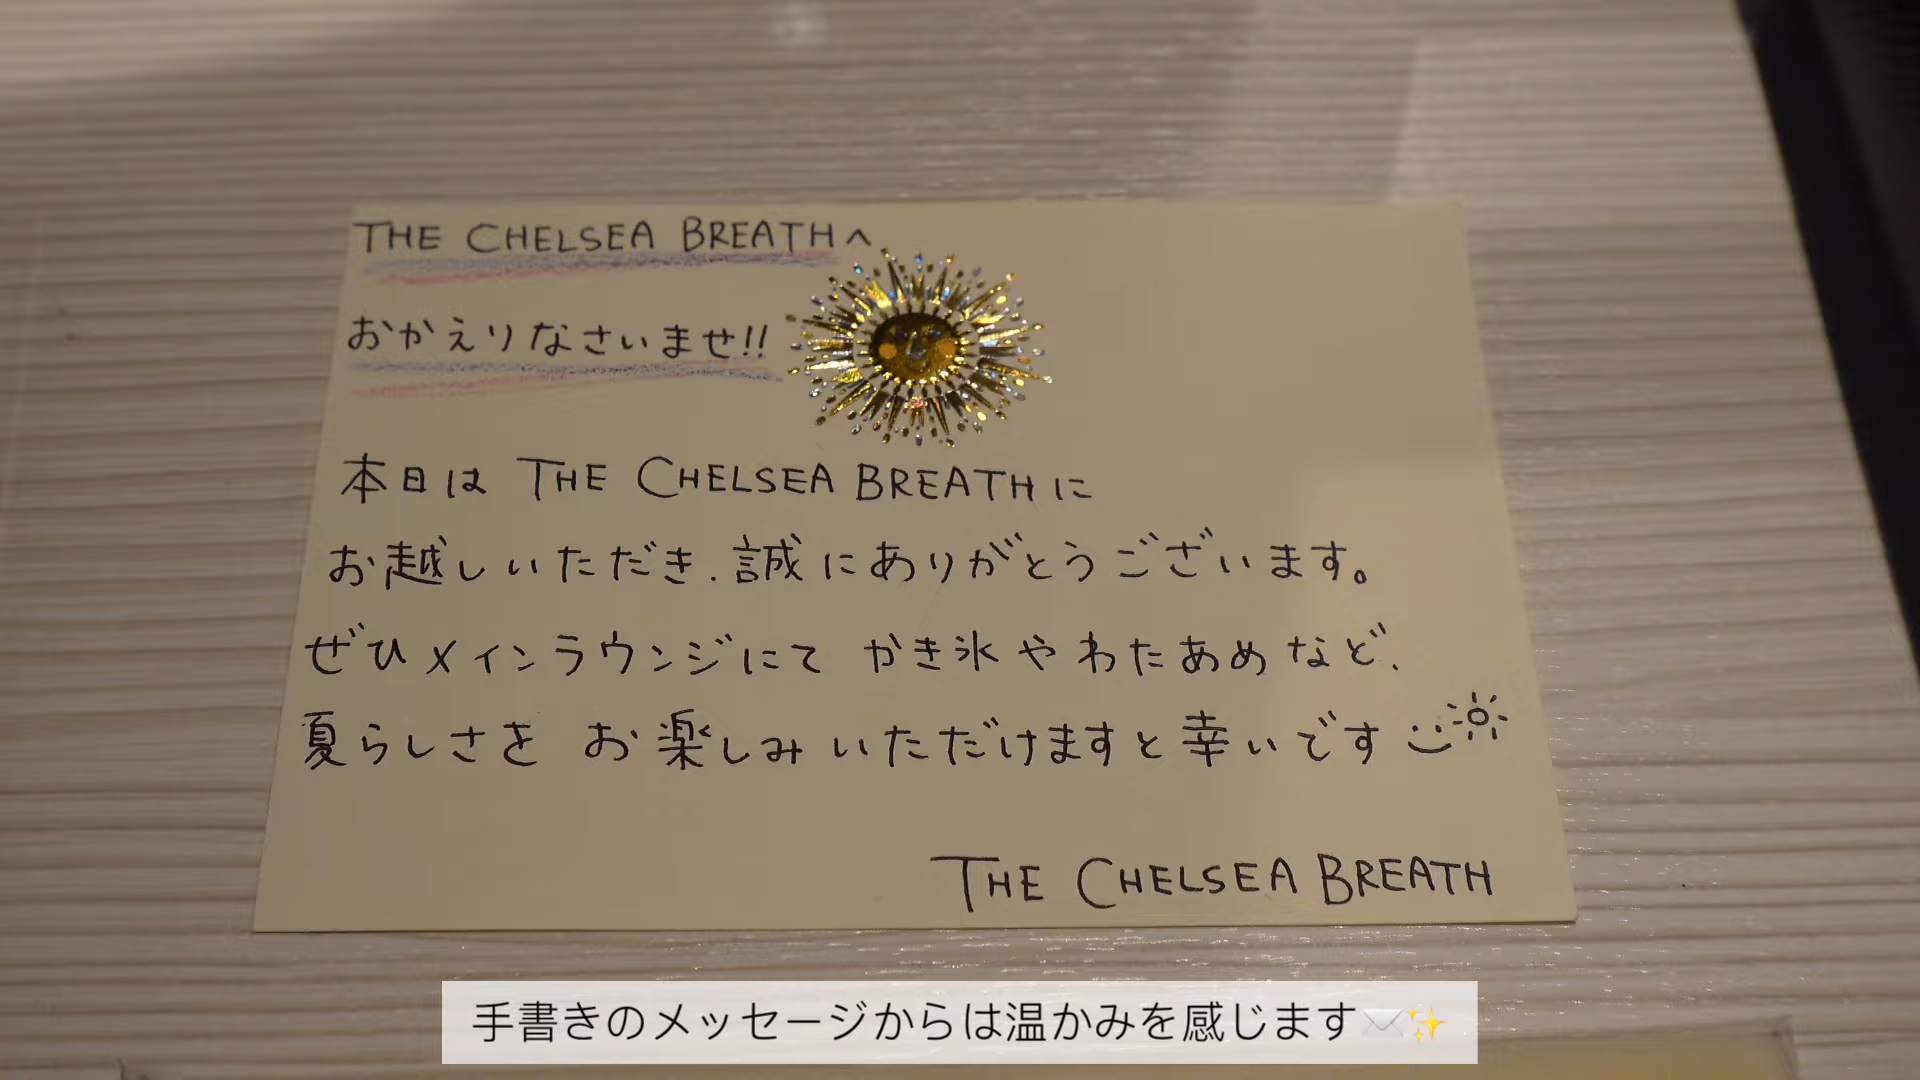 THE CHELSEA BREATHへ
おかえりなさいませ!!
本日は THE CHELSEA BREATHに
お越しいただき、誠にありがとうございます。
ぜひメインラウンジにて かき氷やわたあめなど、
夏らしさを お楽しみいただけますと幸いです
THE CHELSEA BREATH
手書きのメッセージからは温かみを感じます✉️✨